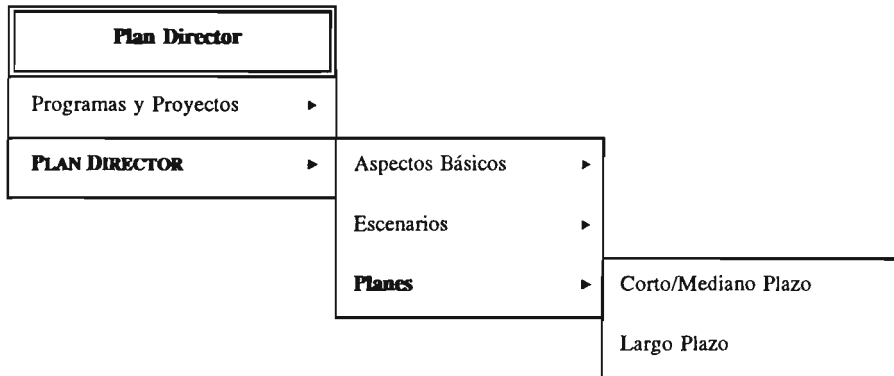 Plan Director
Programas y Proyectos ►
PLAN DIRECTOR ►
Aspectos Básicos ►
Escenarios ►
Planes ►
Corto/Mediano Plazo
Largo Plazo